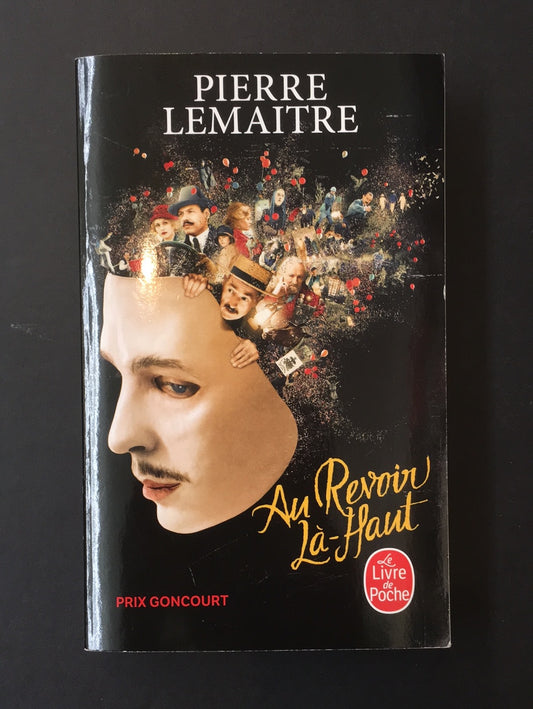 PIERRE
LEMAITRE
Au Revoir
Là-Haut
Le
Livre
de
Poche
PRIX GONCOURT